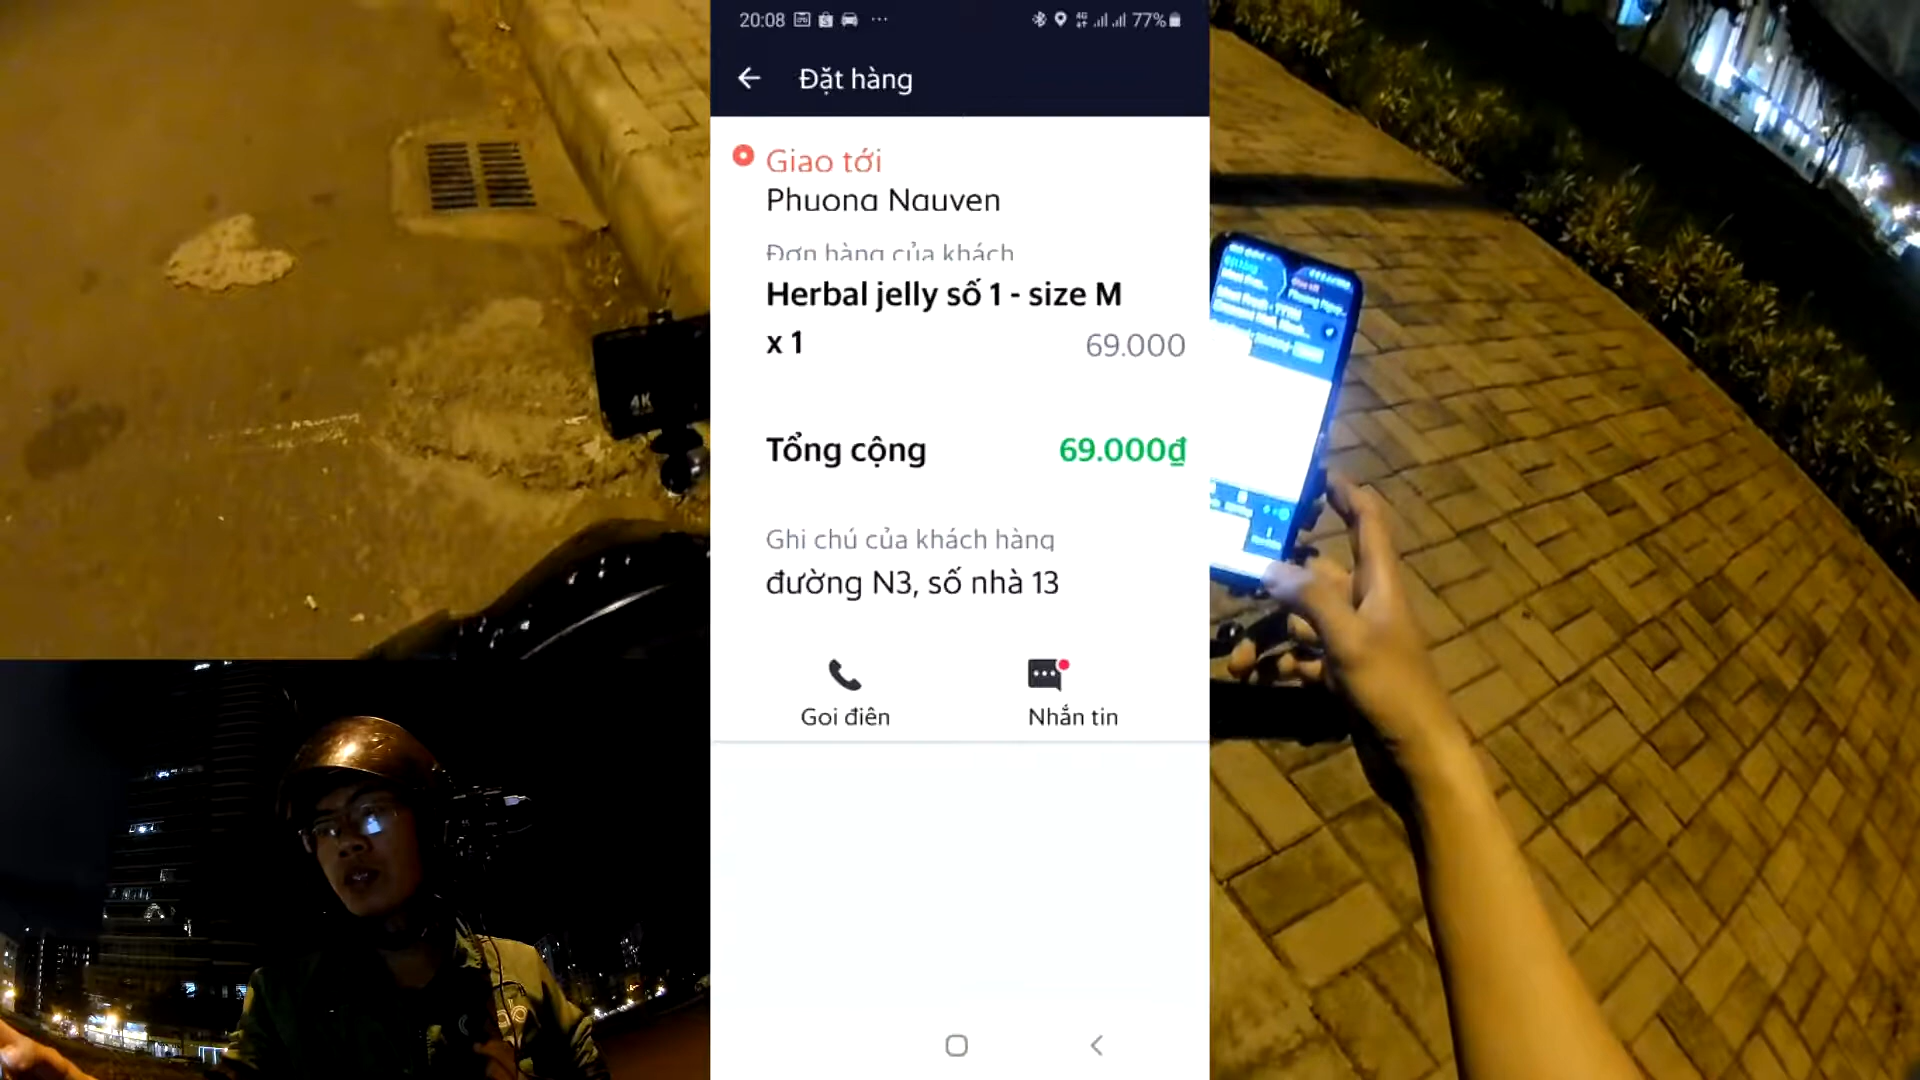 20:08
4G
77%
Đặt hàng
Giao tới
Phuong Nguyen
Đơn hàng của khách
Herbal jelly số 1 - size M
x 1
69.000
Tổng cộng
69.000₫
Ghi chú của khách hàng
đường N3, số nhà 13
Gọi điện
Nhắn tin
4K